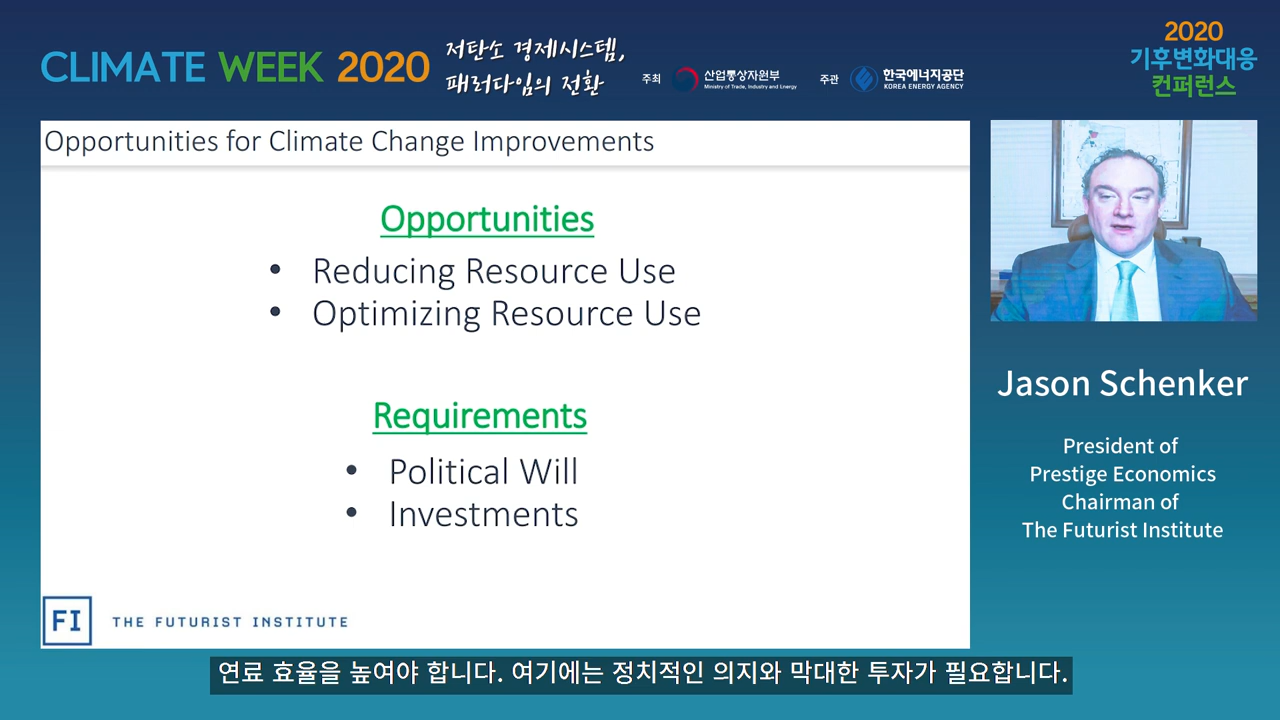 CLIMATE WEEK 2020
저탄소 경제시스템,
패러다임의 전환
주최
산업통상자원부
Ministry of Trade, Industry and Energy
주관
한국에너지공단
KOREA ENERGY AGENCY
2020
기후변화대응
컨퍼런스
Opportunities for Climate Change Improvements
Opportunities
• Reducing Resource Use
• Optimizing Resource Use
Requirements
• Political Will
• Investments
FI THE FUTURIST INSTITUTE
Jason Schenker
President of
Prestige Economics
Chairman of
The Futurist Institute
연료 효율을 높여야 합니다. 여기에는 정치적인 의지와 막대한 투자가 필요합니다.